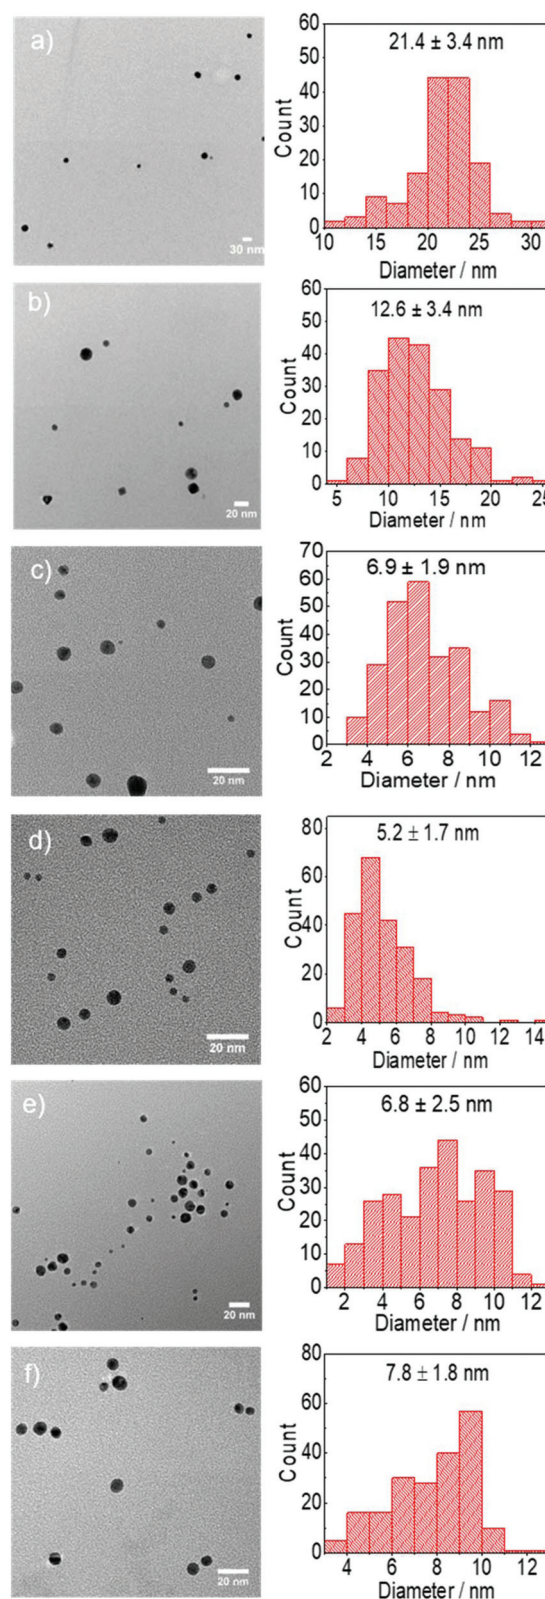 a)
30 nm
21.4 ± 3.4 nm
Count
60
50
40
30
20
10
0
10 15 20 25 30
Diameter / nm
b)
20 nm
12.6 ± 3.4 nm
Count
60
50
40
30
20
10
0
5 10 15 20 25
Diameter / nm
c)
20 nm
6.9 ± 1.9 nm
Count
70
60
50
40
30
20
10
0
2 4 6 8 10 12
Diameter / nm
d)
20 nm
5.2 ± 1.7 nm
Count
80
60
40
20
0
2 4 6 8 10 12 14
Diameter / nm
e)
20 nm
6.8 ± 2.5 nm
Count
60
50
40
30
20
10
0
2 4 6 8 10 12
Diameter / nm
f)
20 nm
7.8 ± 1.8 nm
Count
80
60
40
20
0
4 6 8 10 12
Diameter / nm